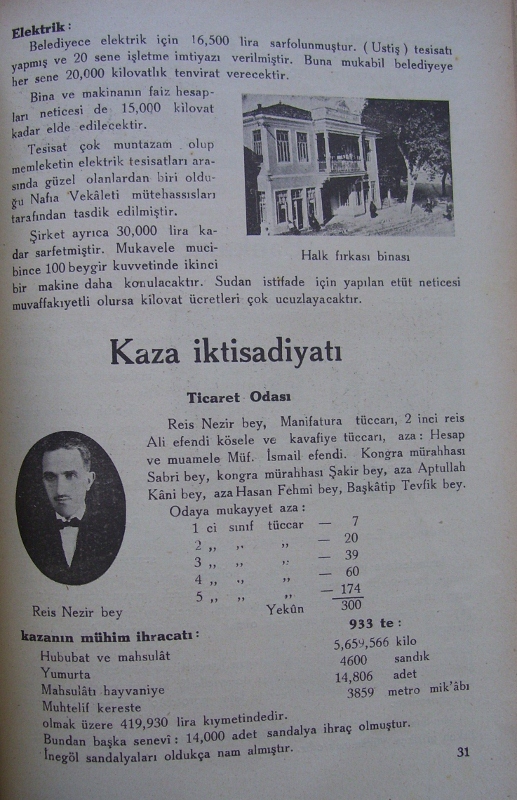 Elektrik :
Belediyece elektrik için 16,500 lira sarfolunmuştur. ( Ustiş ) tesisatı
yapmış ve 20 sene işletme imtiyazı verilmiştir. Buna mukabil belediyeye
her sene 20,000 kilovatlık tenvirat verecektir.
Bina ve makinanın faiz hesap-
ları neticesi de 15,000 kilovat
kadar elde edilecektir.
Tesisat çok muntazam olup
memleketin elektrik tesisatları ara-
sında güzel olanlardan biri oldu-
ğu Nafıa Vekâleti mütehassısları
tarafından tasdik edilmiştir.
Şirket ayrıca 30,000 lira ka-
dar sarfetmiştir. Mukavele muci-
bince 100 beygir kuvvetinde ikinci
bir makine daha konulacaktır. Sudan istifade için yapılan etüt neticesi
muvaffakıyetli olursa kilovat ücretleri çok ucuzlayacaktır.
Halk fırkası binası
Kaza iktisadiyatı
Ticaret Odası
Reis Nezir bey, Manifatura tüccarı, 2 inci reis
Ali efendi kösele ve kavafiye tüccarı, aza : Hesap
ve muamele Müf. İsmail efendi. Kongra mürahhası
Sabri bey, kongra mürahhası Şakir bey, aza Aptullah
Kâni bey, aza Hasan Fehmi bey, Başkâtip Tevfik bey.
Odaya mukayyet aza :
1 ci sınıf tüccar — 7
2 ,, ,, ,, — 20
3 ,, ,, ,, — 39
4 ,, ,, ,, — 60
5 ,, ,, ,, — 174
Yekûn 300
Reis Nezir bey
kazanın mühim ihracatı : 933 te :
Hububat ve mahsulât 5,659,566 kilo
Yumurta 4600 sandık
Mahsulâtı hayvaniye 14,806 adet
Muhtelif kereste 3859 metro mik'âbı
olmak üzere 419,930 lira kıymetindedir.
Bundan başka senevî : 14,000 adet sandalya ihraç olmuştur.
İnegöl sandalyaları oldukça nam almıştır.
31